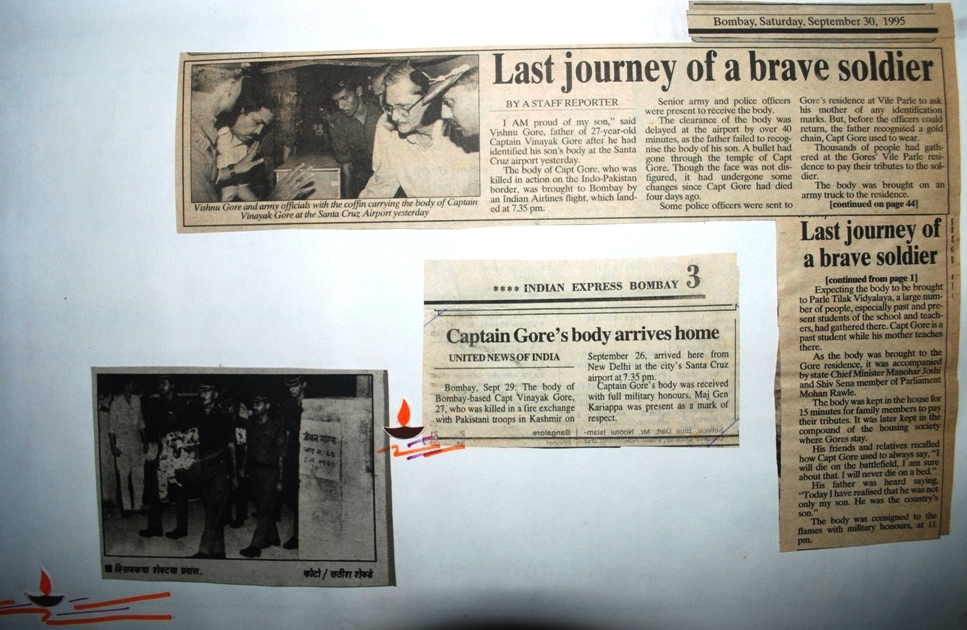 Bombay, Saturday, September 30, 1995
Last journey of a brave soldier
BY A STAFF REPORTER
I AM proud of my son," said
Vishnu Gore, father of 27-year-old
Captain Vinayak Gore after he had
identified his son's body at the Santa
Cruz airport yesterday.
The body of Capt Gore, who was
killed in action on the Indo-Pakistan
border, was brought to Bombay by
an Indian Airlines flight, which land-
ed at 7.35 pm.
Senior army and police officers
were present to receive the body.
The clearance of the body was
delayed at the airport by over 40
minutes, as the father failed to recog-
nise the body of his son. A bullet had
gone through the temple of Capt
Gore. Though the face was not dis-
figured, it had undergone some
changes since Capt Gore had died
four days ago.
Some police officers were sent to
Gore's residence at Vile Parle to ask
his mother of any identification
marks. But, before the officers could
return, the father recognised a gold
chain, Capt Gore used to wear.
Thousands of people had gath-
ered at the Gores' Vile Parle resi-
dence to pay their tributes to the sol-
dier.
The body was brought on an
army truck to the residence.
[continued on page 44]
Vishnu Gore and army officials with the coffin carrying the body of Captain
Vinayak Gore at the Santa Cruz Airport yesterday
Last journey of
a brave soldier
[continued from page 1]
Expecting the body to be brought
to Parle Tilak Vidyalaya, a large num-
ber of people, especially past and pre-
sent students of the school and teach-
ers, had gathered there. Capt Gore is a
past student while his mother teaches
there.
As the body was brought to the
Gore residence, it was accompanied
by state Chief Minister Manohar Joshi
and Shiv Sena member of Parliament
Mohan Rawle.
The body was kept in the house for
15 minutes for family members to pay
their tributes. It was later kept in the
compound of the housing society
where Gores stay.
His friends and relatives recalled
how Capt Gore used to always say, "I
will die on the battlefield, I am sure
about that. I will never die on a bed."
His father was heard saying,
"Today I have realised that he was not
only my son. He was the country's
son."
The body was consigned to the
flames with military honours, at 11
pm.
**** INDIAN EXPRESS BOMBAY 3
Captain Gore's body arrives home
UNITED NEWS OF INDIA
Bombay, Sept 29: The body of
Bombay-based Capt Vinayak Gore,
27, who was killed in a fire exchange
with Pakistani troops in Kashmir on
September 26, arrived here from
New Delhi at the city's Santa Cruz
airport at 7.35 pm.
Captain Gore's body was received
with full military honours. Maj Gen
Kariappa was present as a mark of
respect.
विनायकचा शेवटचा प्रवास.
फोटो / सतीश शेवडे